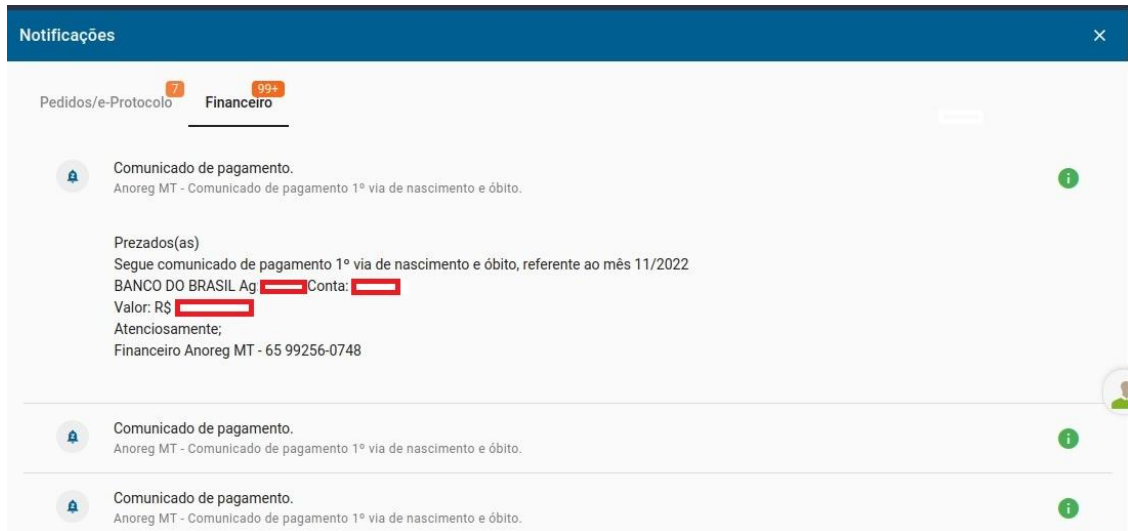 Notificações
Pedidos/e-Protocolo 7
Financeiro 99+
Comunicado de pagamento.
Anoreg MT - Comunicado de pagamento 1º via de nascimento e óbito.
Prezados(as)
Segue comunicado de pagamento 1º via de nascimento e óbito, referente ao mês 11/2022
BANCO DO BRASIL Ag: Conta:
Valor: R$
Atenciosamente;
Financeiro Anoreg MT - 65 99256-0748
Comunicado de pagamento.
Anoreg MT - Comunicado de pagamento 1º via de nascimento e óbito.
Comunicado de pagamento.
Anoreg MT - Comunicado de pagamento 1º via de nascimento e óbito.